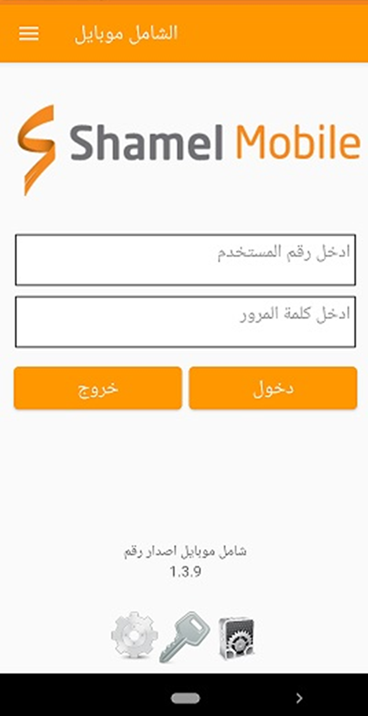 الشامل موبايل
Shamel Mobile
ادخل رقم المستخدم
ادخل كلمة المرور
دخول
خروج
شامل موبايل اصدار رقم
1.3.9